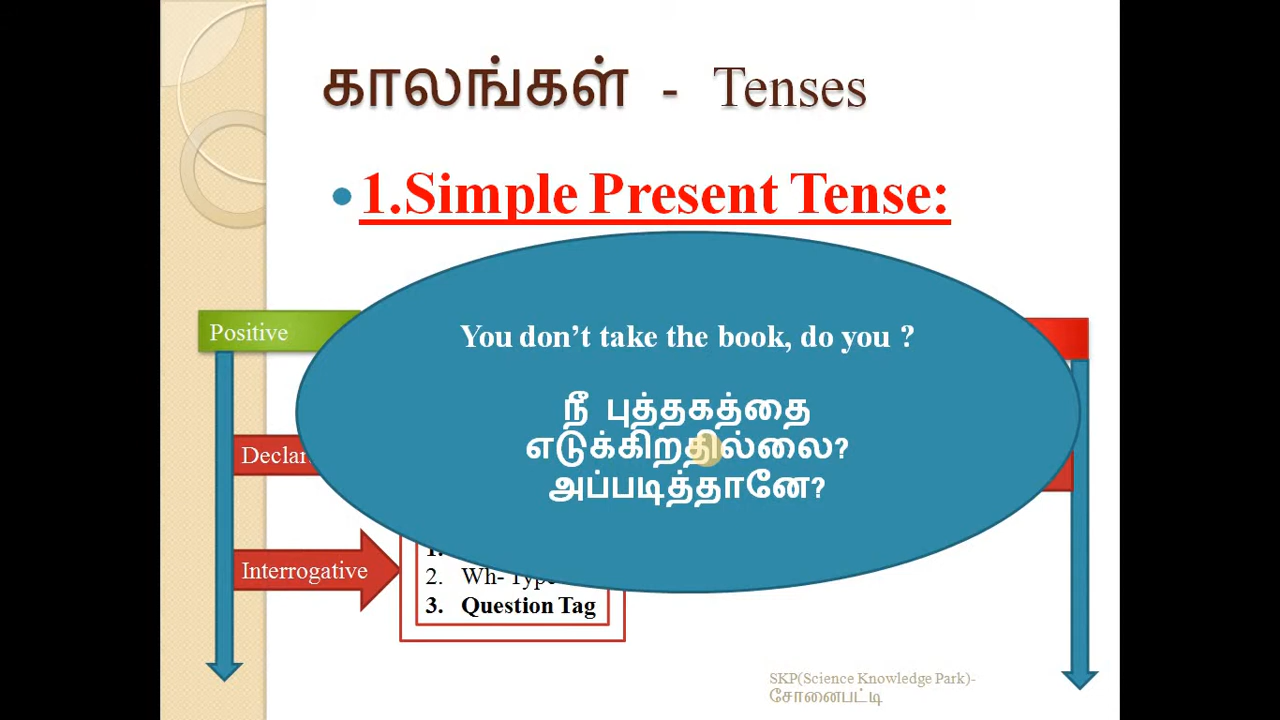 காலங்கள் - Tenses
1.Simple Present Tense:
You don't take the book, do you ?
நீ புத்தகத்தை
எடுக்கிறதில்லை?
அப்படித்தானே?
Positive
Interrogative
2. Wh- Type
3. Question Tag
SKP(Science Knowledge Park)-
சோனைபட்டி